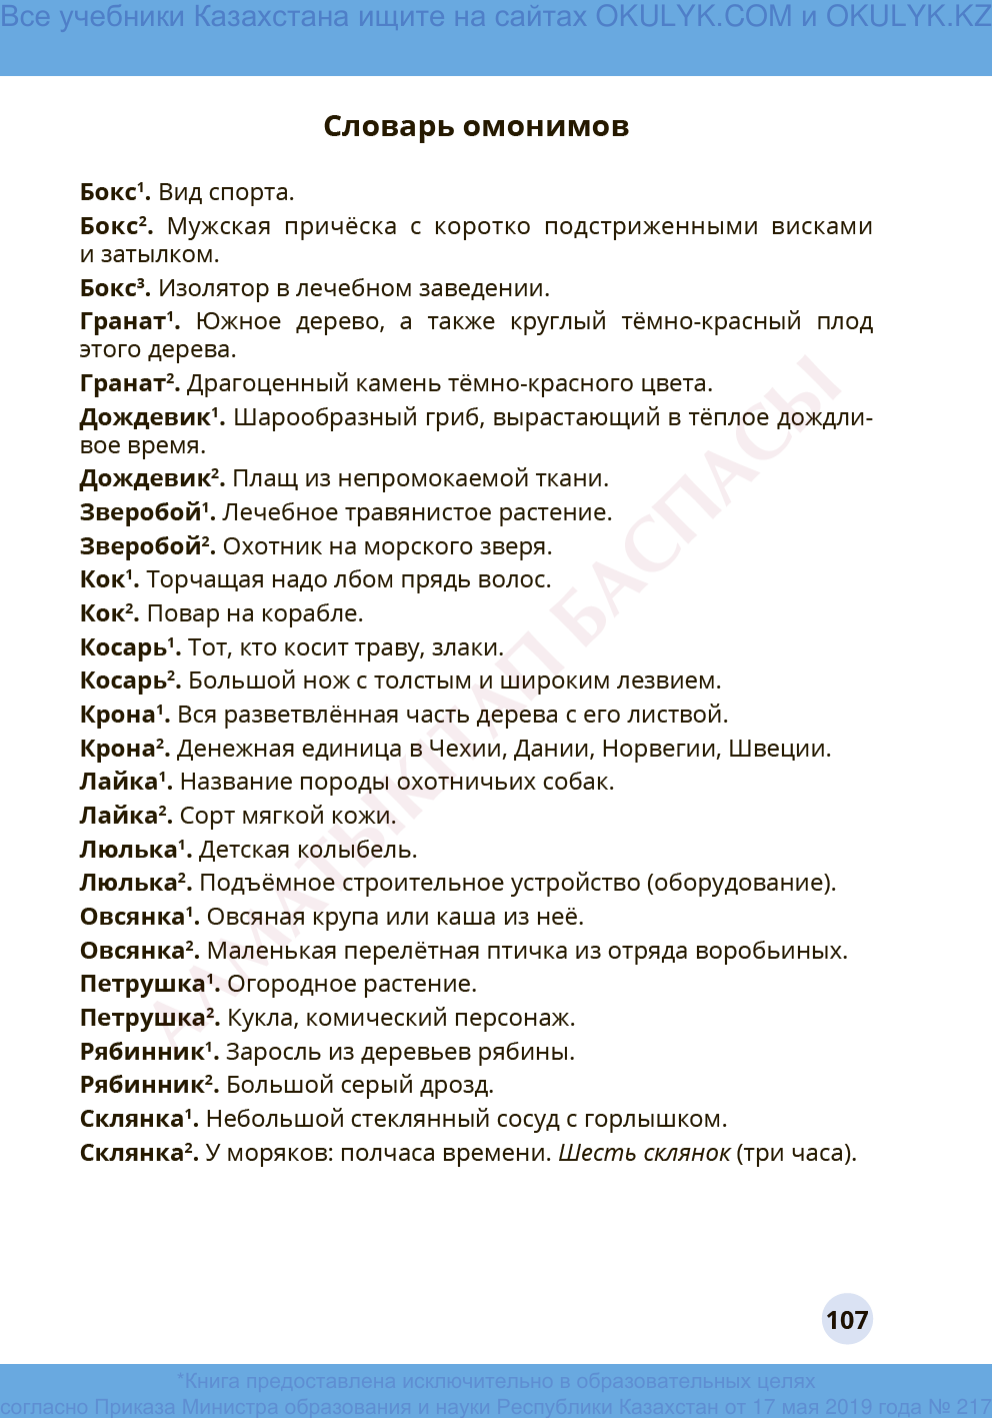 Все учебники Казахстана ищите на сайтах OKULYK.COM и OKULYK.KZ
Словарь омонимов
Бокс¹. Вид спорта.
Бокс². Мужская причёска с коротко подстриженными висками
и затылком.
Бокс³. Изолятор в лечебном заведении.
Гранат¹. Южное дерево, а также круглый тёмно-красный плод
этого дерева.
Гранат². Драгоценный камень тёмно-красного цвета.
Дождевик¹. Шарообразный гриб, вырастающий в тёплое дождли-
вое время.
Дождевик². Плащ из непромокаемой ткани.
Зверобой¹. Лечебное травянистое растение.
Зверобой². Охотник на морского зверя.
Кок¹. Торчащая надо лбом прядь волос.
Кок². Повар на корабле.
Косарь¹. Тот, кто косит траву, злаки.
Косарь². Большой нож с толстым и широким лезвием.
Крона¹. Вся разветвлённая часть дерева с его листвой.
Крона². Денежная единица в Чехии, Дании, Норвегии, Швеции.
Лайка¹. Название породы охотничьих собак.
Лайка². Сорт мягкой кожи.
Люлька¹. Детская колыбель.
Люлька². Подъёмное строительное устройство (оборудование).
Овсянка¹. Овсяная крупа или каша из неё.
Овсянка². Маленькая перелётная птичка из отряда воробьиных.
Петрушка¹. Огородное растение.
Петрушка². Кукла, комический персонаж.
Рябинник¹. Заросль из деревьев рябины.
Рябинник². Большой серый дрозд.
Склянка¹. Небольшой стеклянный сосуд с горлышком.
Склянка². У моряков: полчаса времени. Шесть склянок (три часа).
АЛМАТЫКІТАП БАСПАСЫ
107
*Книга предоставлена исключительно в образовательных целях
согласно Приказа Министра образования и науки Республики Казахстан от 17 мая 2019 года № 217